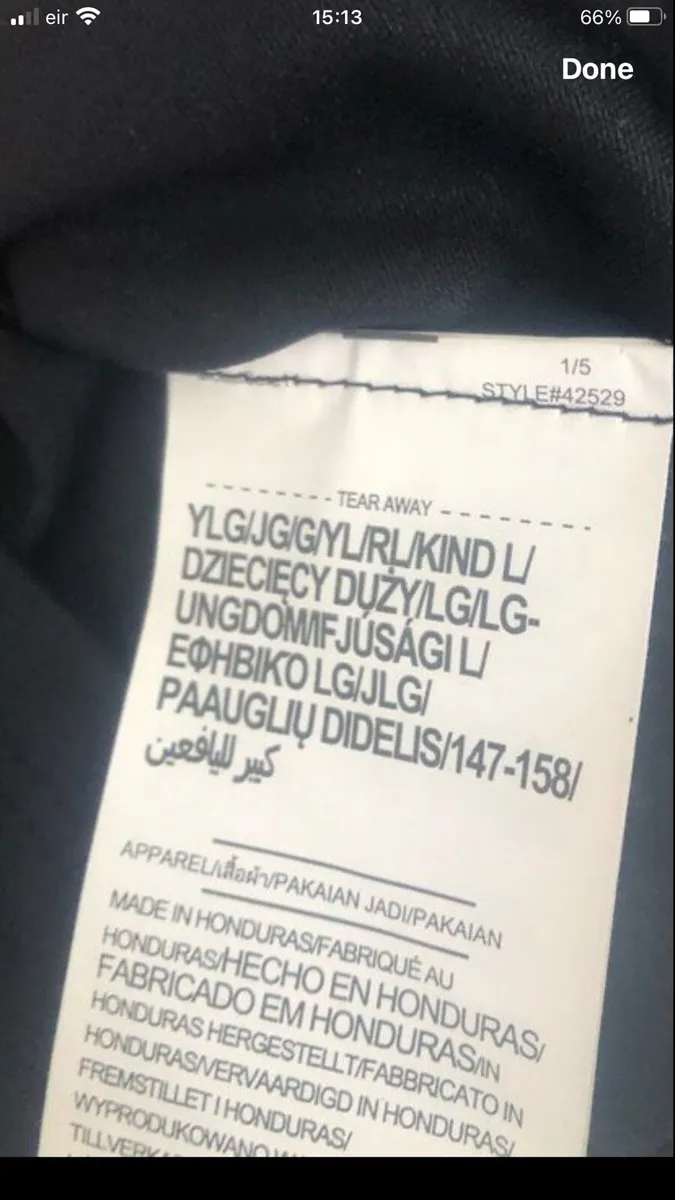 eir 15:13 66%
Done
1/5
STYLE#42529
TEAR AWAY
YLG/JG/G/YL/RL/KIND L/
DZIECIĘCY DUŻY/LG/LG-
UNGDOM/IFJÚSÁGI L/
ΕΦΗΒΙΚΟ LG/JLG/
PAAUGLIŲ DIDELIS/147-158/
كبير لليافعين
APPAREL/เสื้อผ้า/PAKAIAN JADI/PAKAIAN
MADE IN HONDURAS/FABRIQUÉ AU
HONDURAS/HECHO EN HONDURAS/
FABRICADO EM HONDURAS/IN
HONDURAS HERGESTELLT/FABBRICATO IN
HONDURAS/VERVAARDIGD IN HONDURAS/
FREMSTILLET I HONDURAS/
WYPRODUKOWANO W